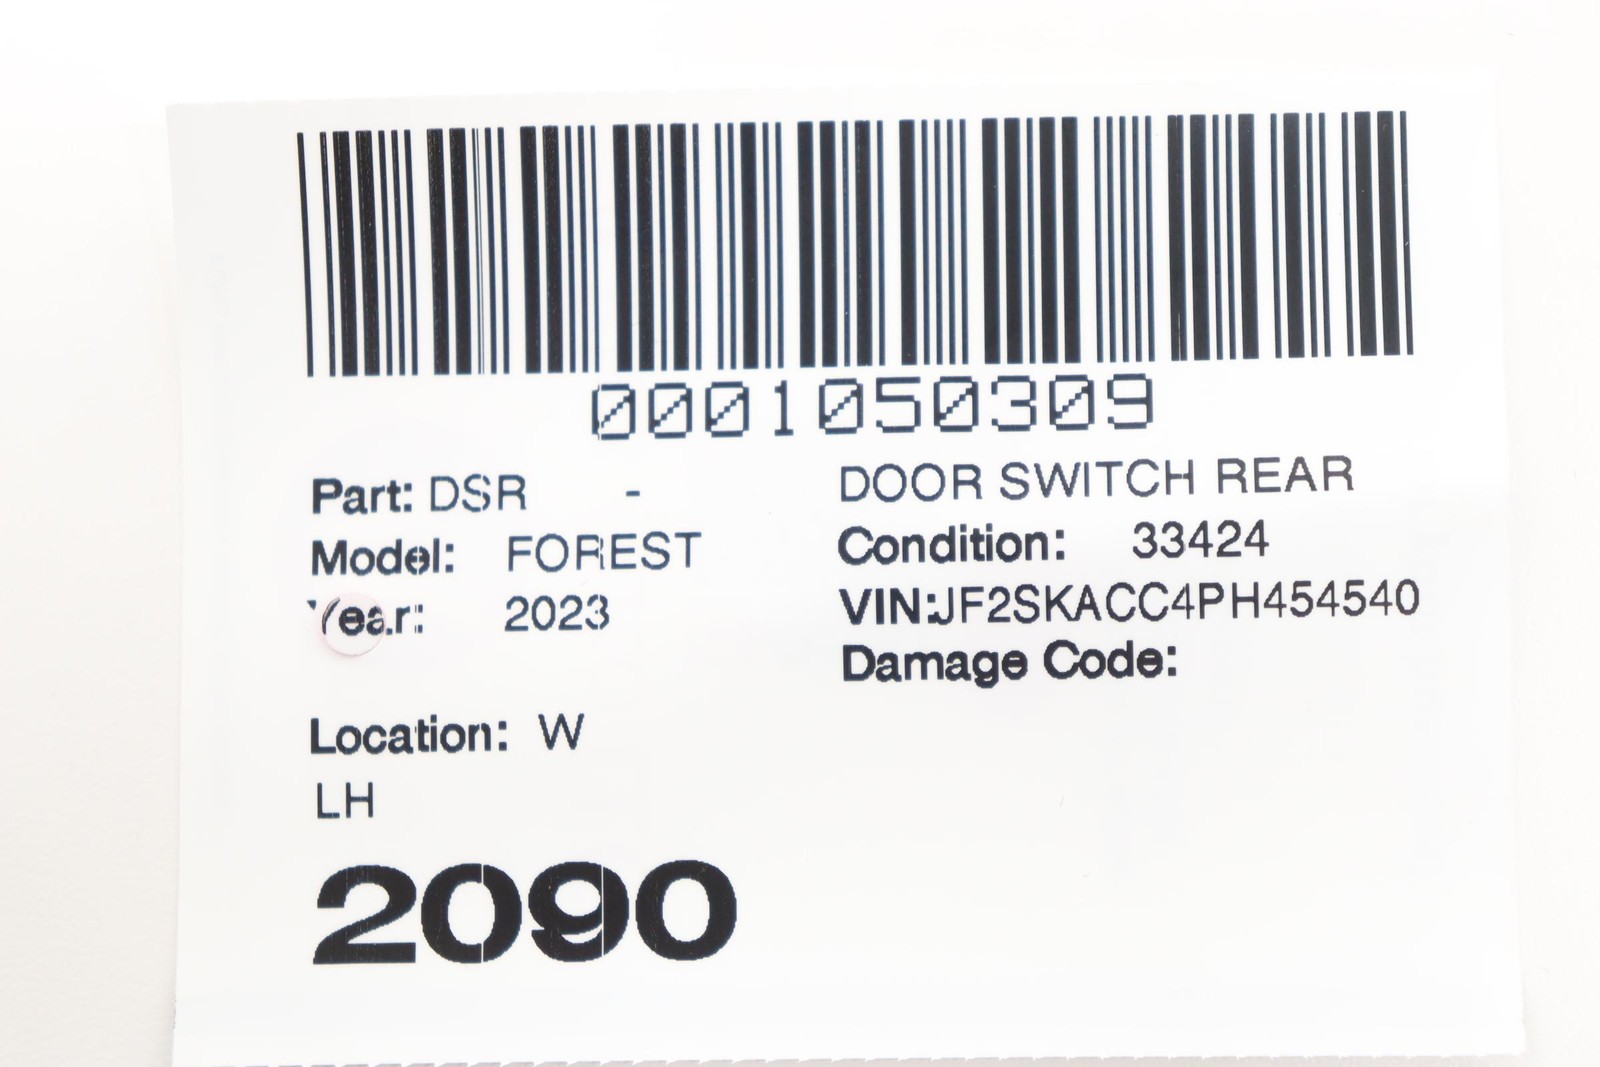 0001050309
Part: DSR - DOOR SWITCH REAR
Model: FOREST Condition: 33424
Year: 2023 VIN:JF2SKACC4PH454540
Damage Code:
Location: W
LH
2090